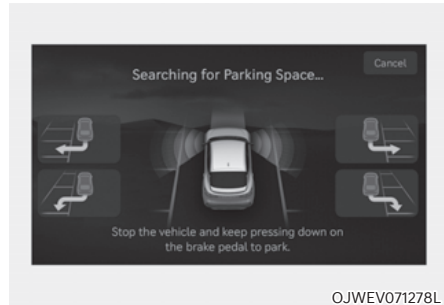 Cancel
Searching for Parking Space...
Stop the vehicle and keep pressing down on
the brake pedal to park.
OJWEV071278L